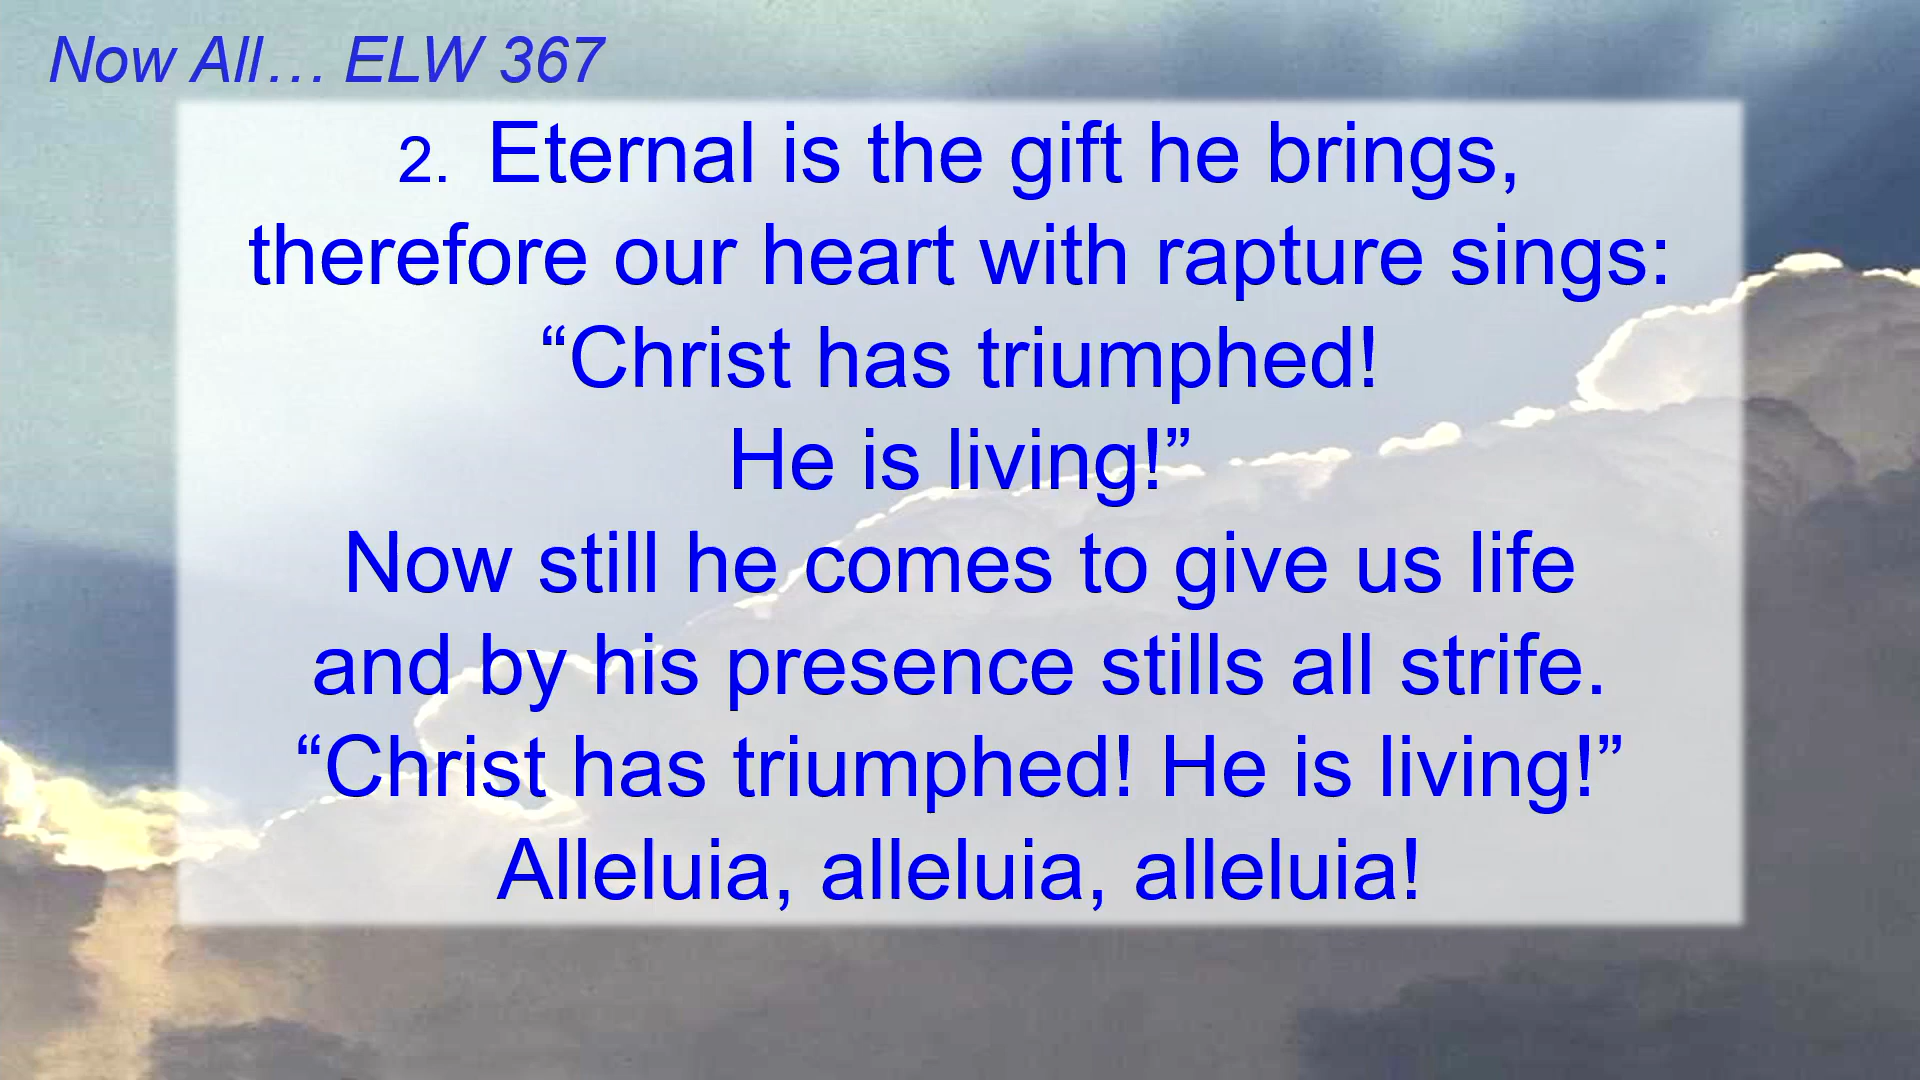 Now All… ELW 367
2. Eternal is the gift he brings,
therefore our heart with rapture sings:
“Christ has triumphed!
He is living!”
Now still he comes to give us life
and by his presence stills all strife.
“Christ has triumphed! He is living!”
Alleluia, alleluia, alleluia!